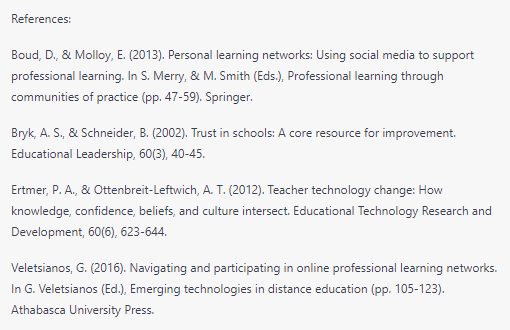 References:
Boud, D., & Molloy, E. (2013). Personal learning networks: Using social media to support
professional learning. In S. Merry, & M. Smith (Eds.), Professional learning through
communities of practice (pp. 47-59). Springer.
Bryk, A. S., & Schneider, B. (2002). Trust in schools: A core resource for improvement.
Educational Leadership, 60(3), 40-45.
Ertmer, P. A., & Ottenbreit-Leftwich, A. T. (2012). Teacher technology change: How
knowledge, confidence, beliefs, and culture intersect. Educational Technology Research and
Development, 60(6), 623-644.
Veletsianos, G. (2016). Navigating and participating in online professional learning networks.
In G. Veletsianos (Ed.), Emerging technologies in distance education (pp. 105-123).
Athabasca University Press.